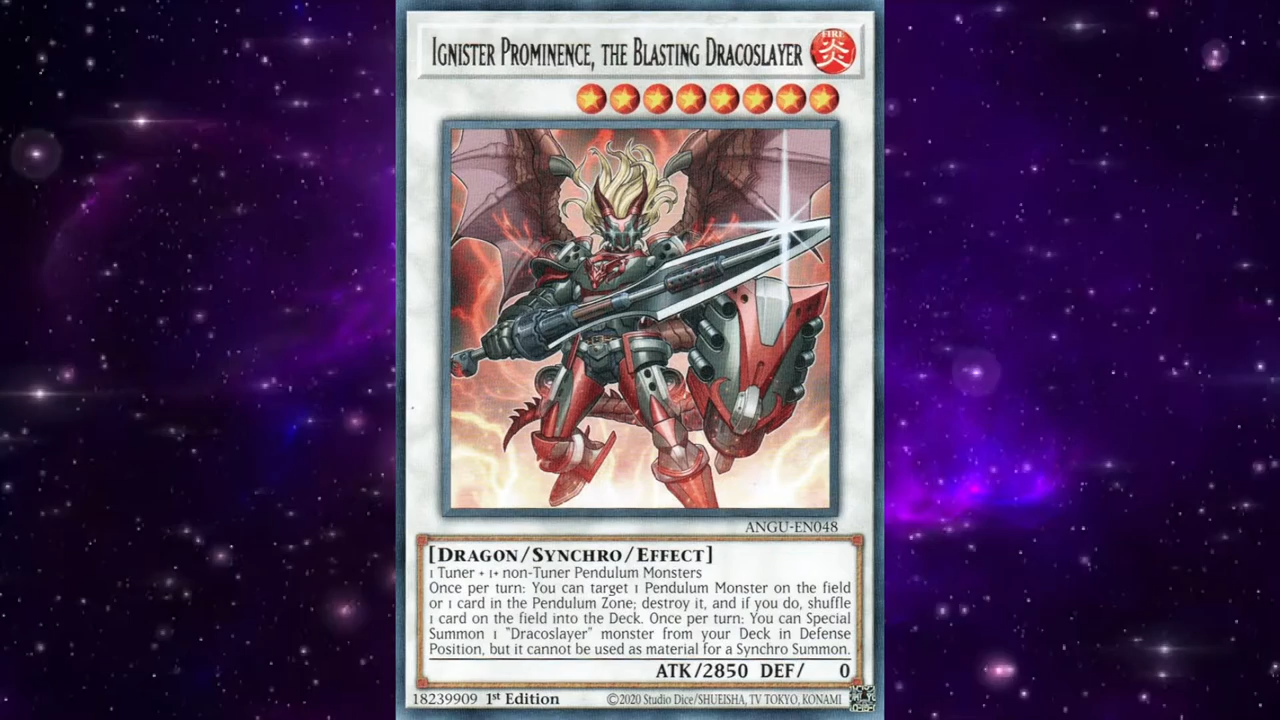 IGNISTER PROMINENCE, THE BLASTING DRACOSLAYER
FIRE
炎
ANGU-EN048
[DRAGON/SYNCHRO/EFFECT]
1 Tuner + 1+ non-Tuner Pendulum Monsters
Once per turn: You can target 1 Pendulum Monster on the field
or 1 card in the Pendulum Zone; destroy it, and if you do, shuffle
1 card on the field into the Deck. Once per turn: You can Special
Summon 1 "Dracoslayer" monster from your Deck in Defense
Position, but it cannot be used as material for a Synchro Summon.
ATK/2850 DEF/ 0
18239909 1st Edition ©2020 Studio Dice/SHUEISHA, TV TOKYO, KONAMI